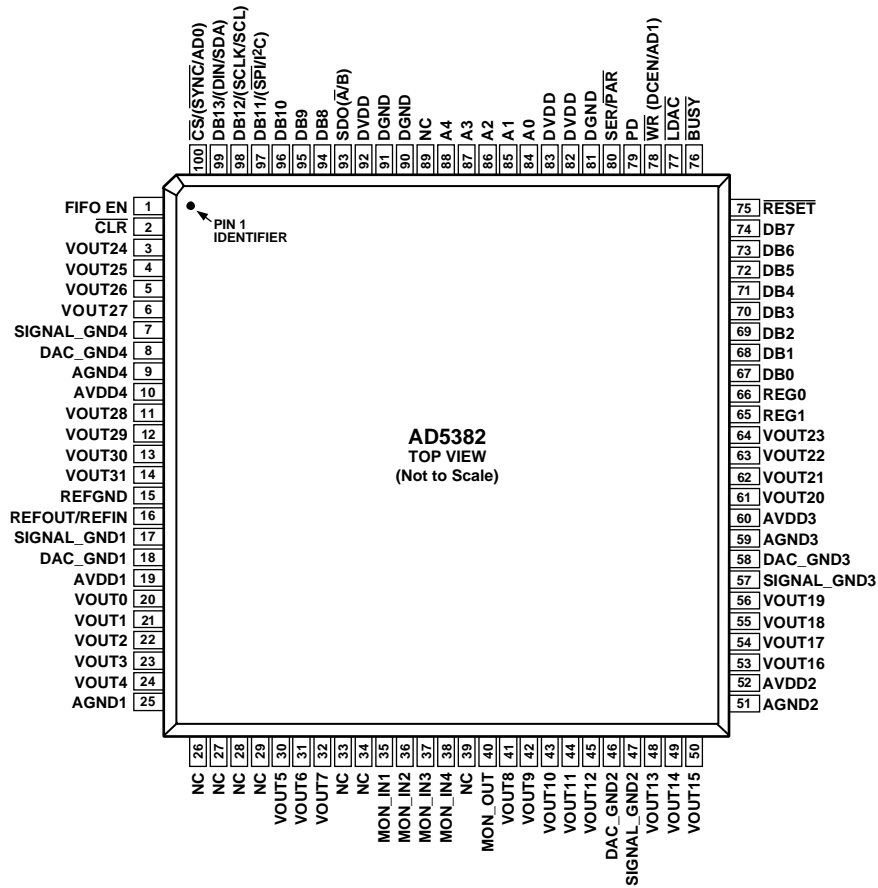 100 C̅S̅/(S̅Y̅N̅C̅/AD0)
99 DB13/(DIN/SDA)
98 DB12/(SCLK/SCL)
97 DB11/(S̅P̅I̅/I²C)
96 DB10
95 DB9
94 DB8
93 SDO(A̅/B)
92 DVDD
91 DGND
90 DGND
89 NC
88 A4
87 A3
86 A2
85 A1
84 A0
83 DVDD
82 DVDD
81 DGND
80 SER/P̅A̅R̅
79 PD
78 W̅R̅ (DCEN/AD1)
77 L̅D̅A̅C̅
76 B̅U̅S̅Y̅
FIFO EN 1
C̅L̅R̅ 2
VOUT24 3
VOUT25 4
VOUT26 5
VOUT27 6
SIGNAL_GND4 7
DAC_GND4 8
AGND4 9
AVDD4 10
VOUT28 11
VOUT29 12
VOUT30 13
VOUT31 14
REFGND 15
REFOUT/REFIN 16
SIGNAL_GND1 17
DAC_GND1 18
AVDD1 19
VOUT0 20
VOUT1 21
VOUT2 22
VOUT3 23
VOUT4 24
AGND1 25
PIN 1
IDENTIFIER
AD5382
TOP VIEW
(Not to Scale)
75 R̅E̅S̅E̅T̅
74 DB7
73 DB6
72 DB5
71 DB4
70 DB3
69 DB2
68 DB1
67 DB0
66 REG0
65 REG1
64 VOUT23
63 VOUT22
62 VOUT21
61 VOUT20
60 AVDD3
59 AGND3
58 DAC_GND3
57 SIGNAL_GND3
56 VOUT19
55 VOUT18
54 VOUT17
53 VOUT16
52 AVDD2
51 AGND2
NC 26
NC 27
NC 28
NC 29
VOUT5 30
VOUT6 31
VOUT7 32
NC 33
NC 34
MON_IN1 35
MON_IN2 36
MON_IN3 37
MON_IN4 38
NC 39
MON_OUT 40
VOUT8 41
VOUT9 42
VOUT10 43
VOUT11 44
VOUT12 45
DAC_GND2 46
SIGNAL_GND2 47
VOUT13 48
VOUT14 49
VOUT15 50